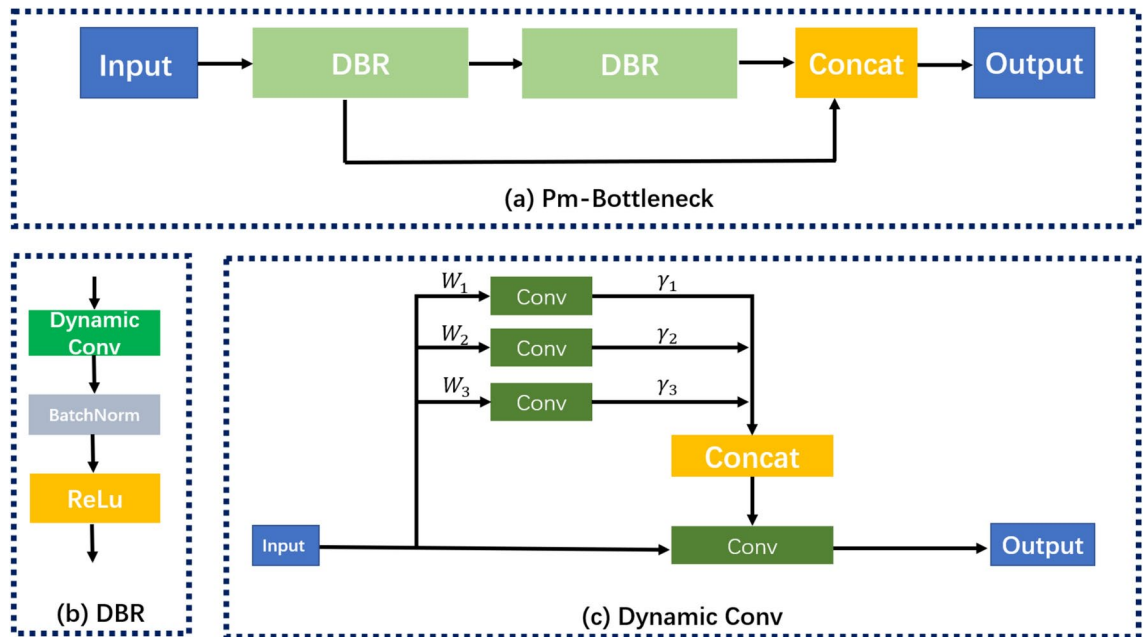 Input DBR DBR Concat Output
(a) Pm-Bottleneck
Dynamic
Conv
BatchNorm
ReLu
(b) DBR
W₁ Conv γ₁
W₂ Conv γ₂
W₃ Conv γ₃
Concat
Input Conv Output
(c) Dynamic Conv